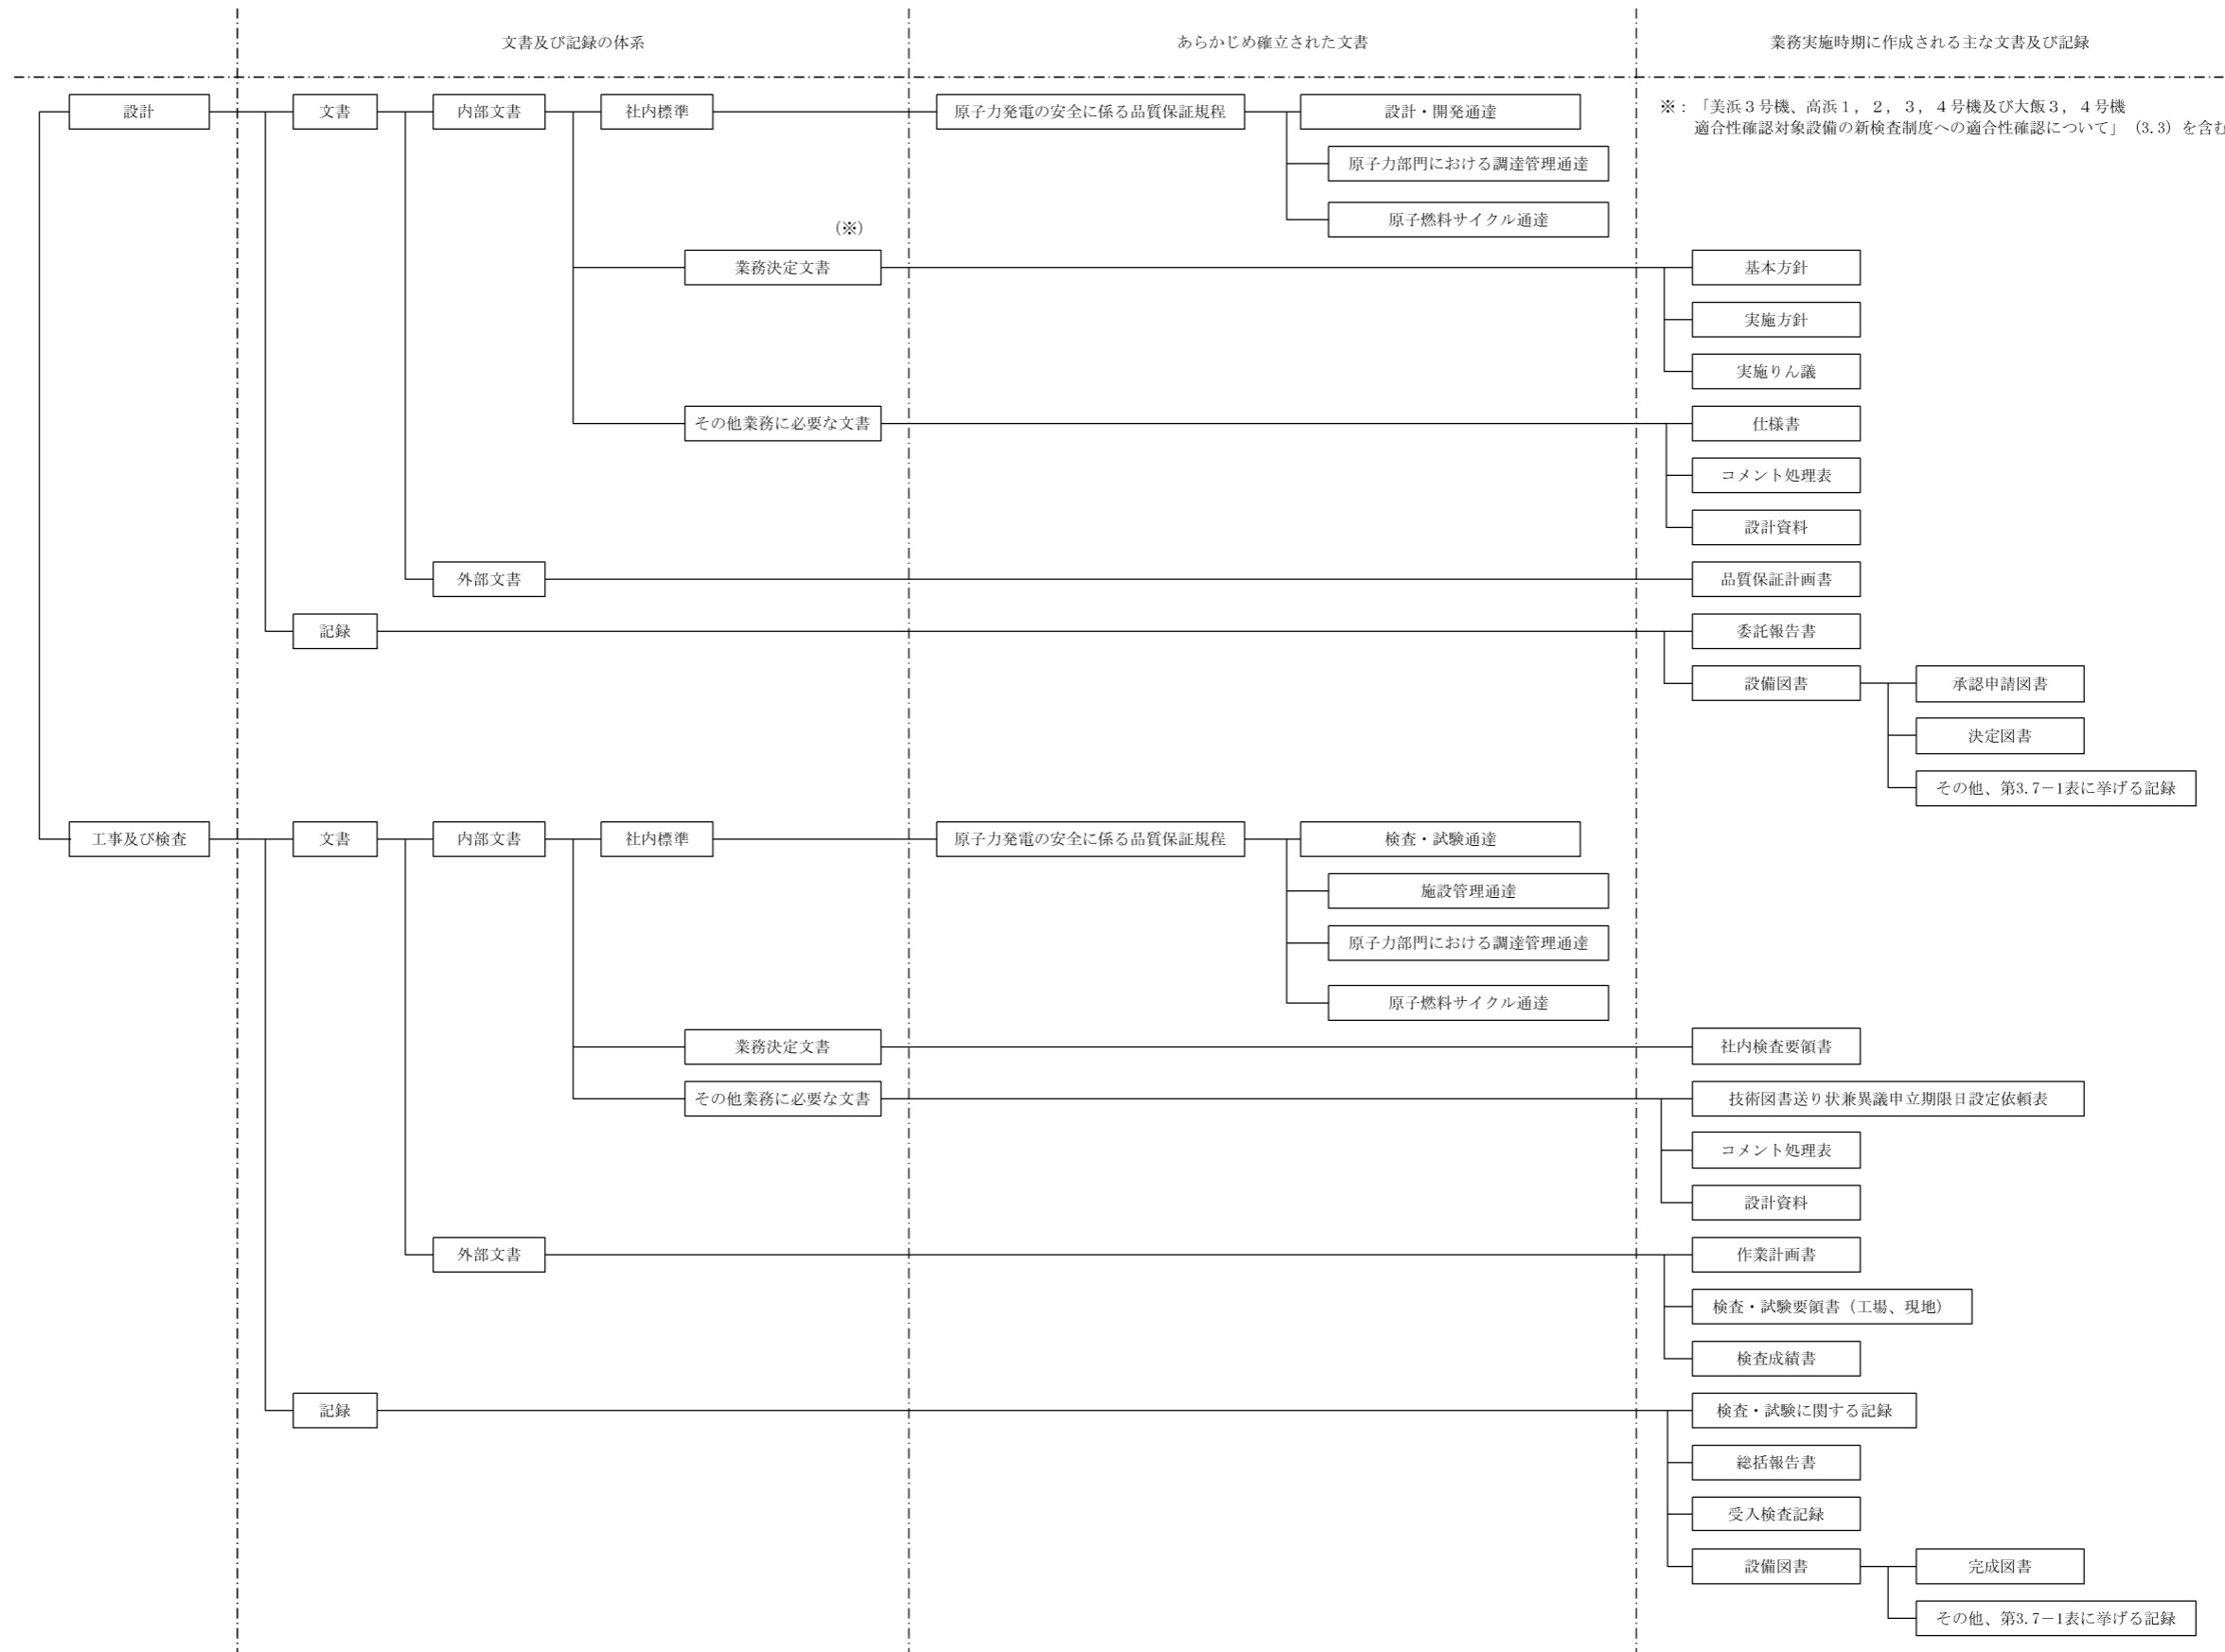 文書及び記録の体系
あらかじめ確立された文書
業務実施時期に作成される主な文書及び記録
設計
文書
内部文書
社内標準
原子力発電の安全に係る品質保証規程
設計・開発通達
※：「美浜３号機、高浜１，２，３，４号機及び大飯３，４号機
適合性確認対象設備の新検査制度への適合性確認について」（3.3）を含む
原子力部門における調達管理通達
原子燃料サイクル通達
（※）
業務決定文書
基本方針
実施方針
実施りん議
その他業務に必要な文書
仕様書
コメント処理表
設計資料
外部文書
品質保証計画書
記録
委託報告書
設備図書
承認申請図書
決定図書
その他、第3.7－1表に挙げる記録
工事及び検査
文書
内部文書
社内標準
原子力発電の安全に係る品質保証規程
検査・試験通達
施設管理通達
原子力部門における調達管理通達
原子燃料サイクル通達
業務決定文書
社内検査要領書
その他業務に必要な文書
技術図書送り状兼異議申立期限日設定依頼表
コメント処理表
設計資料
外部文書
作業計画書
検査・試験要領書（工場、現地）
検査成績書
記録
検査・試験に関する記録
総括報告書
受入検査記録
設備図書
完成図書
その他、第3.7－1表に挙げる記録